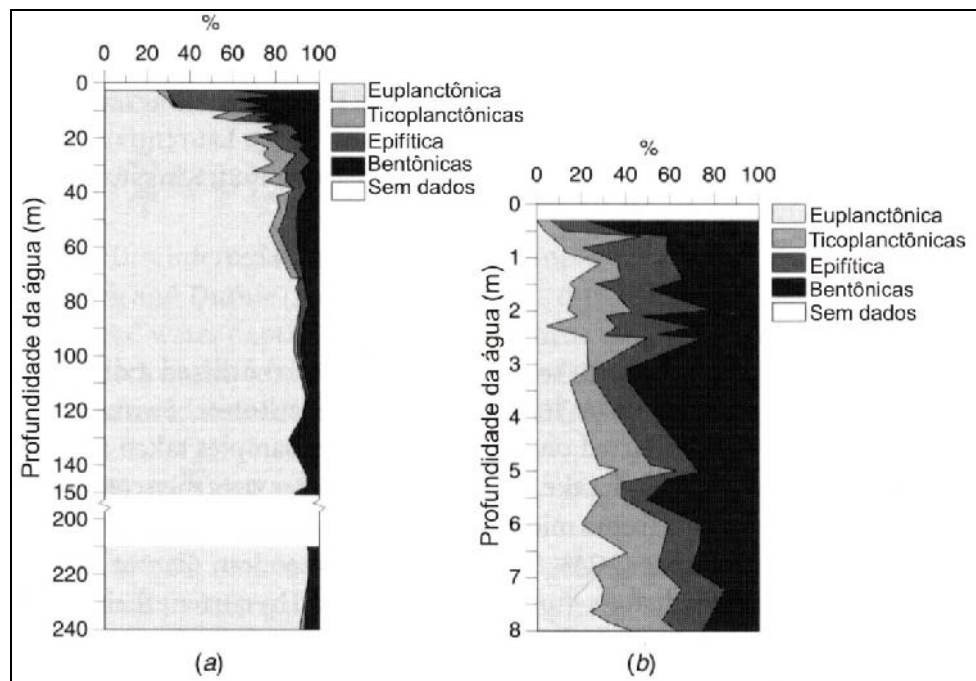 %
0 20 40 60 80 100
0
20
40
60
80
100
120
140
150
200
220
240
Profundidade da água (m)
Euplanctônica
Ticoplanctônicas
Epifítica
Bentônicas
Sem dados
(a)
%
0 20 40 60 80 100
0
1
2
3
4
5
6
7
8
Profundidade da água (m)
Euplanctônica
Ticoplanctônicas
Epifítica
Bentônicas
Sem dados
(b)